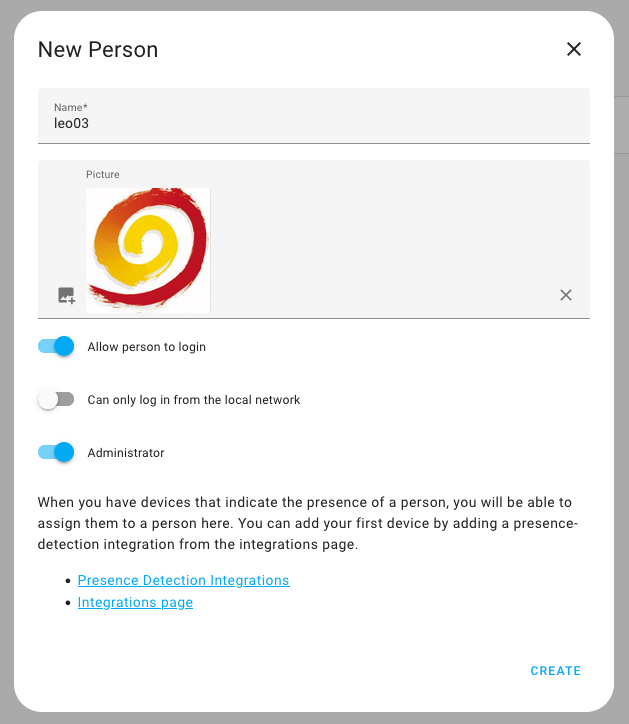 New Person
Name*
leo03
Picture
Allow person to login
Can only log in from the local network
Administrator
When you have devices that indicate the presence of a person, you will be able to
assign them to a person here. You can add your first device by adding a presence-
detection integration from the integrations page.
• Presence Detection Integrations
• Integrations page
CREATE